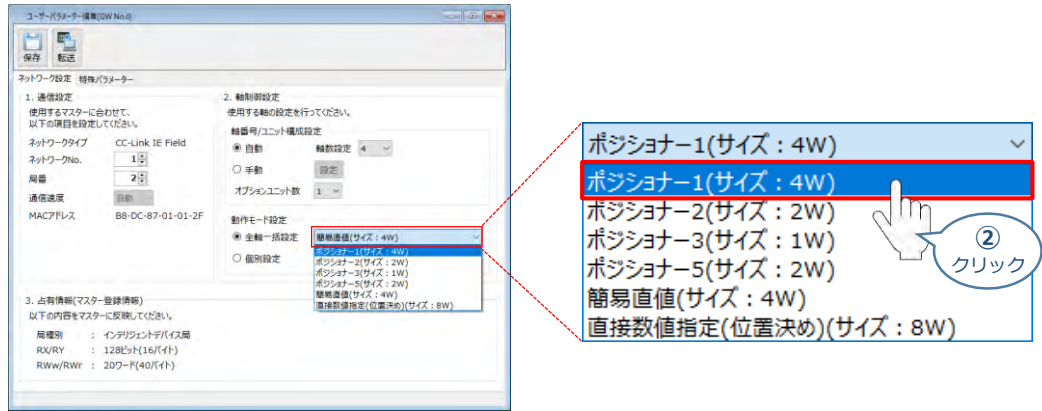 ユーザーパラメーター編集[GW No.0]
保存
転送
ネットワーク設定 特殊パラメーター
1. 通信設定
使用するマスターに合わせて、
以下の項目を設定してください。
ネットワークタイプ CC-Link IE Field
ネットワークNo. 1
局番 2
通信速度 自動
MACアドレス B8-DC-87-01-01-2F
2. 軸制御設定
使用する軸の設定を行ってください。
軸番号/ユニット構成設定
自動 軸数設定 4
手動 設定
オプションユニット数 1
動作モード設定
全軸一括設定 簡易直値(サイズ：4W)
個別設定
ポジショナー1(サイズ：4W)
ポジショナー2(サイズ：2W)
ポジショナー3(サイズ：1W)
ポジショナー5(サイズ：2W)
簡易直値(サイズ：4W)
直接数値指定(位置決め)(サイズ：8W)
3. 占有情報(マスター登録情報)
以下の内容をマスターに反映してください。
局種別 ： インテリジェントデバイス局
RX/RY ： 128ビット(16バイト)
RWw/RWr ： 20ワード(40バイト)
ポジショナー1(サイズ：4W)
ポジショナー1(サイズ：4W)
ポジショナー2(サイズ：2W)
ポジショナー3(サイズ：1W)
ポジショナー5(サイズ：2W)
簡易直値(サイズ：4W)
直接数値指定(位置決め)(サイズ：8W)
②
クリック